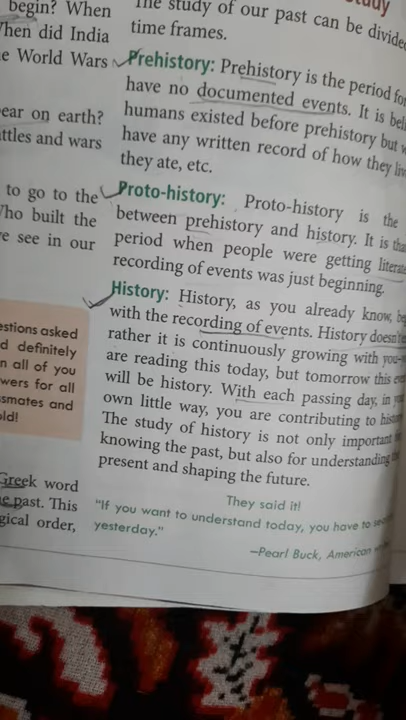 begin? When
When did India
e World Wars
ear on earth?
ttles and wars
to go to the
Who built the
e see in our
estions asked
d definitely
n all of you
wers for all
smates and
old!
Greek word
e past. This
gical order,
The study of our past can be divided
time frames.
Prehistory: Prehistory is the period for
have no documented events. It is
humans existed before prehistory but
have any written record of how they
they ate, etc.
Proto-history: Proto-history is the
between prehistory and history. It is
period when people were getting literate
recording of events was just beginning.
History: History, as you already know,
with the recording of events. History doesn't
rather it is continuously growing with you
are reading this today, but tomorrow this
will be history. With each passing day, in
own little way, you are contributing to
The study of history is not only important
knowing the past, but also for understanding
present and shaping the future.
They said it!
"If you want to understand today, you have to
yesterday."
—Pearl Buck, American